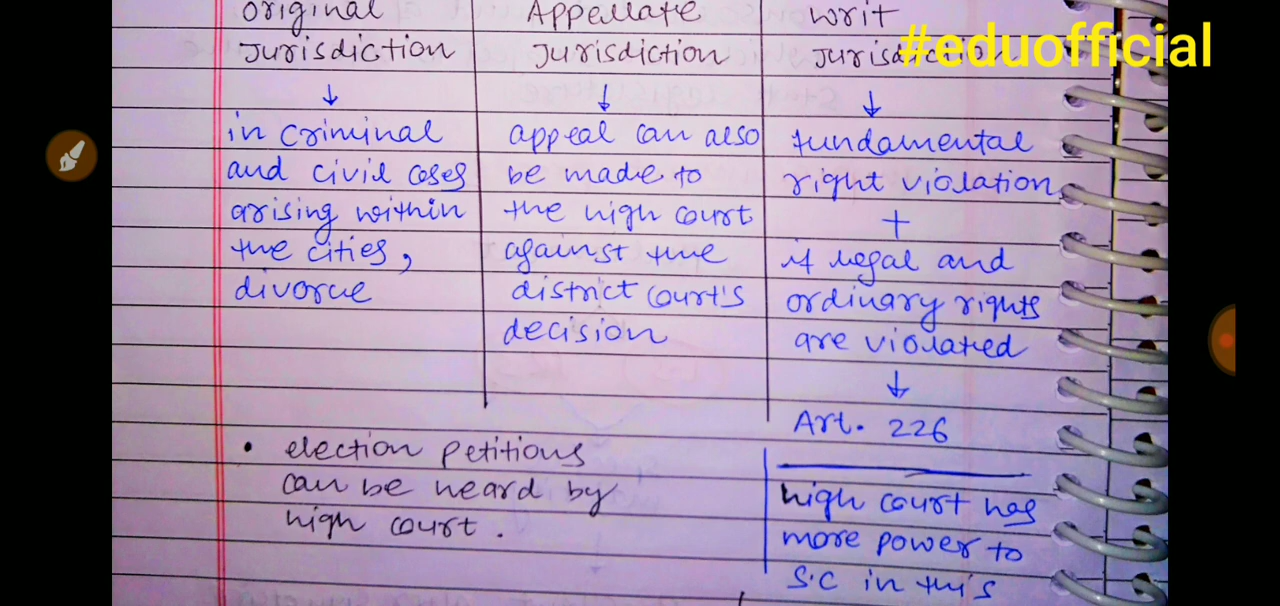 original
Jurisdiction
↓
in criminal
and civil cases
arising within
the cities,
divorce
Appellate
Jurisdiction
↓
appeal can also
be made to
the high court
against the
district court's
decision
writ
Jurisdiction
#eduofficial
↓
fundamental
right violation
+
if legal and
ordinary rights
are violated
↓
Art. 226
high court has
more power to
S.C in this
• election petitions
can be heard by
high court.